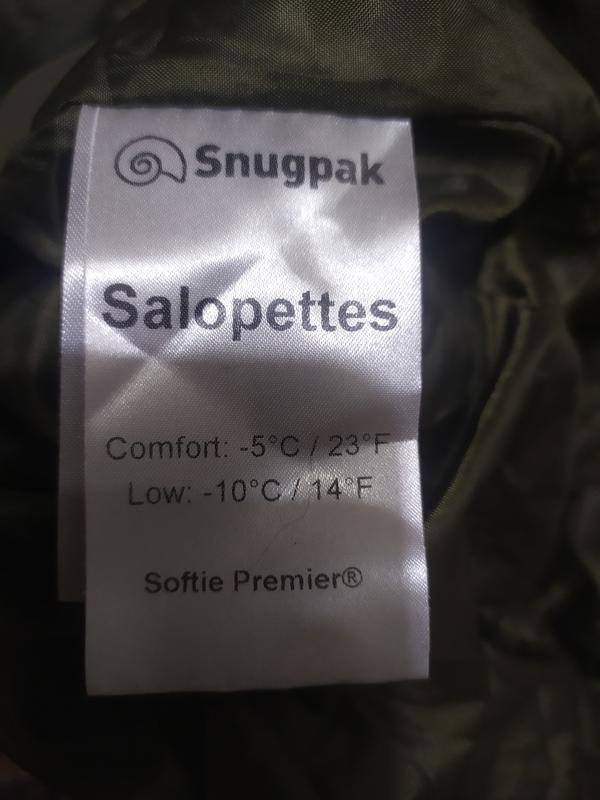 Snugpak
Salopettes
Comfort: -5°C / 23°F
Low: -10°C / 14°F
Softie Premier®